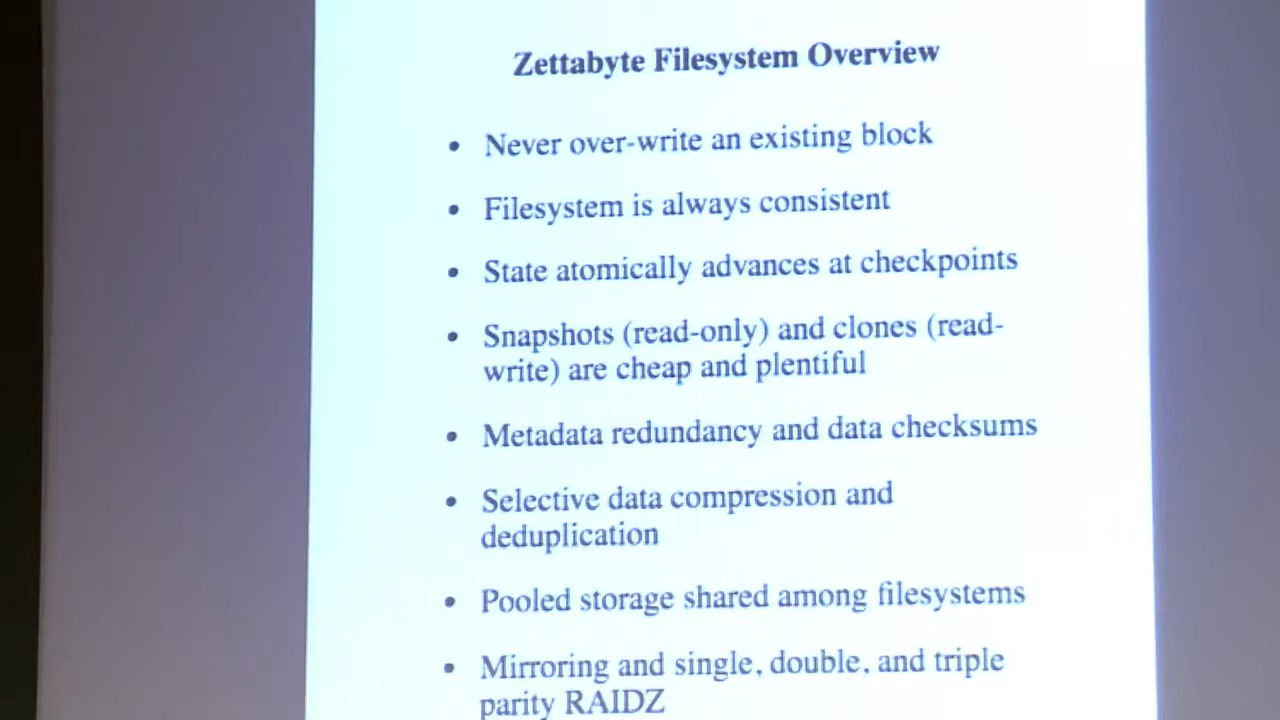 Zettabyte Filesystem Overview
• Never over-write an existing block
• Filesystem is always consistent
• State atomically advances at checkpoints
• Snapshots (read-only) and clones (read-
write) are cheap and plentiful
• Metadata redundancy and data checksums
• Selective data compression and
deduplication
• Pooled storage shared among filesystems
• Mirroring and single, double, and triple
parity RAIDZ